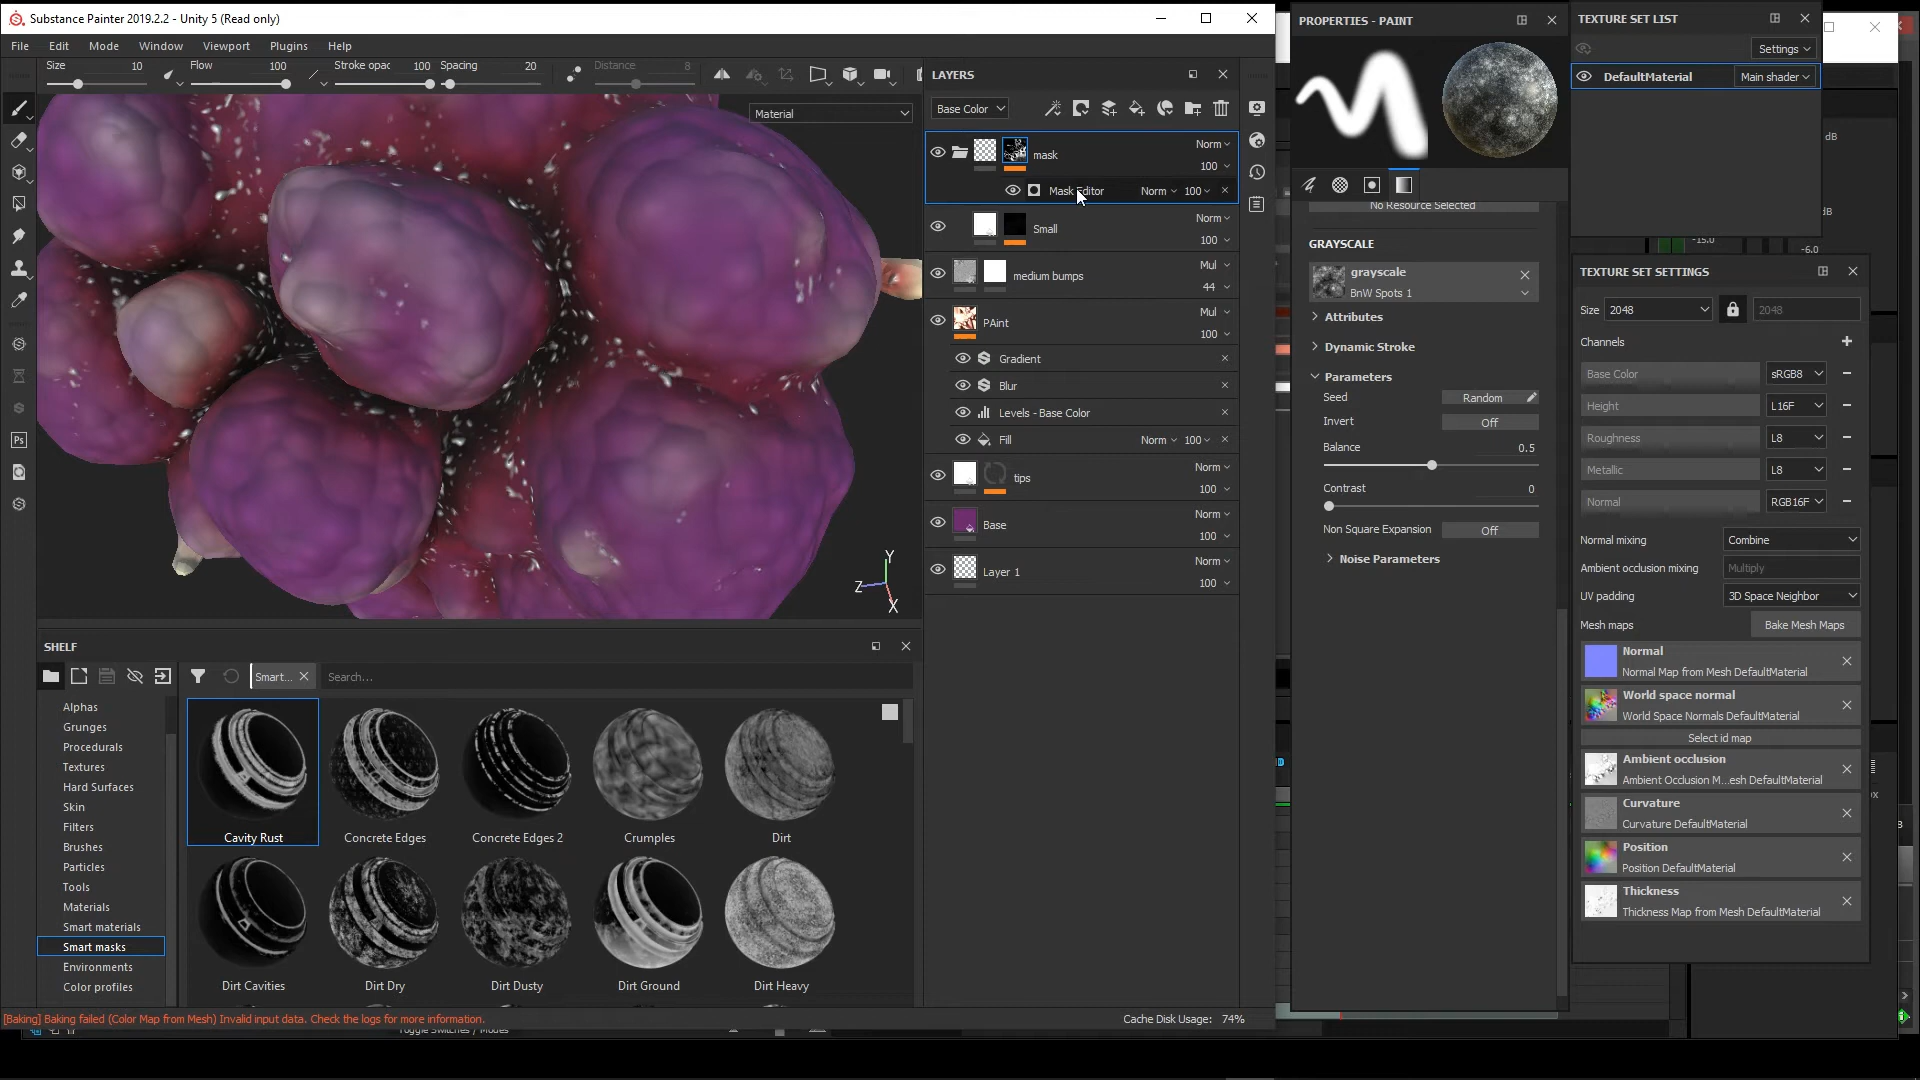 Substance Painter 2019.2.2 - Unity 5 (Read only)
File Edit Mode Window Viewport Plugins Help
Size 10 Flow 100 Stroke opac 100 Spacing 20 Distance 8
Material
LAYERS
Base Color
mask Norm 100
Mask Editor Norm 100
Small Norm 100
medium bumps Mul 44
PAint Mul 100
Gradient
Blur
Levels - Base Color
Fill Norm 100
tips Norm 100
Base Norm 100
Layer 1 Norm 100
Y
Z
X
SHELF
Smart...
Search...
Alphas
Grunges
Procedurals
Textures
Hard Surfaces
Skin
Filters
Brushes
Particles
Tools
Materials
Smart materials
Smart masks
Environments
Color profiles
Cavity Rust Concrete Edges Concrete Edges 2 Crumples Dirt
Dirt Cavities Dirt Dry Dirt Dusty Dirt Ground Dirt Heavy
[Baking] Baking failed (Color Map from Mesh) Invalid input data. Check the logs for more information.
Cache Disk Usage: 74%
Toggle Switches / Modes
PROPERTIES - PAINT
No Resource Selected
GRAYSCALE
grayscale
BnW Spots 1
Attributes
Dynamic Stroke
Parameters
Seed Random
Invert Off
Balance 0.5
Contrast 0
Non Square Expansion Off
Noise Parameters
TEXTURE SET LIST
Settings
DefaultMaterial Main shader
dB
dB
-15.0
-6.0
TEXTURE SET SETTINGS
Size 2048 2048
Channels
Base Color sRGB8
Height L16F
Roughness L8
Metallic L8
Normal RGB16F
Normal mixing Combine
Ambient occlusion mixing Multiply
UV padding 3D Space Neighbor
Mesh maps Bake Mesh Maps
Normal
Normal Map from Mesh DefaultMaterial
World space normal
World Space Normals DefaultMaterial
Select id map
Ambient occlusion
Ambient Occlusion M...esh DefaultMaterial
Curvature
Curvature DefaultMaterial
Position
Position DefaultMaterial
Thickness
Thickness Map from Mesh DefaultMaterial